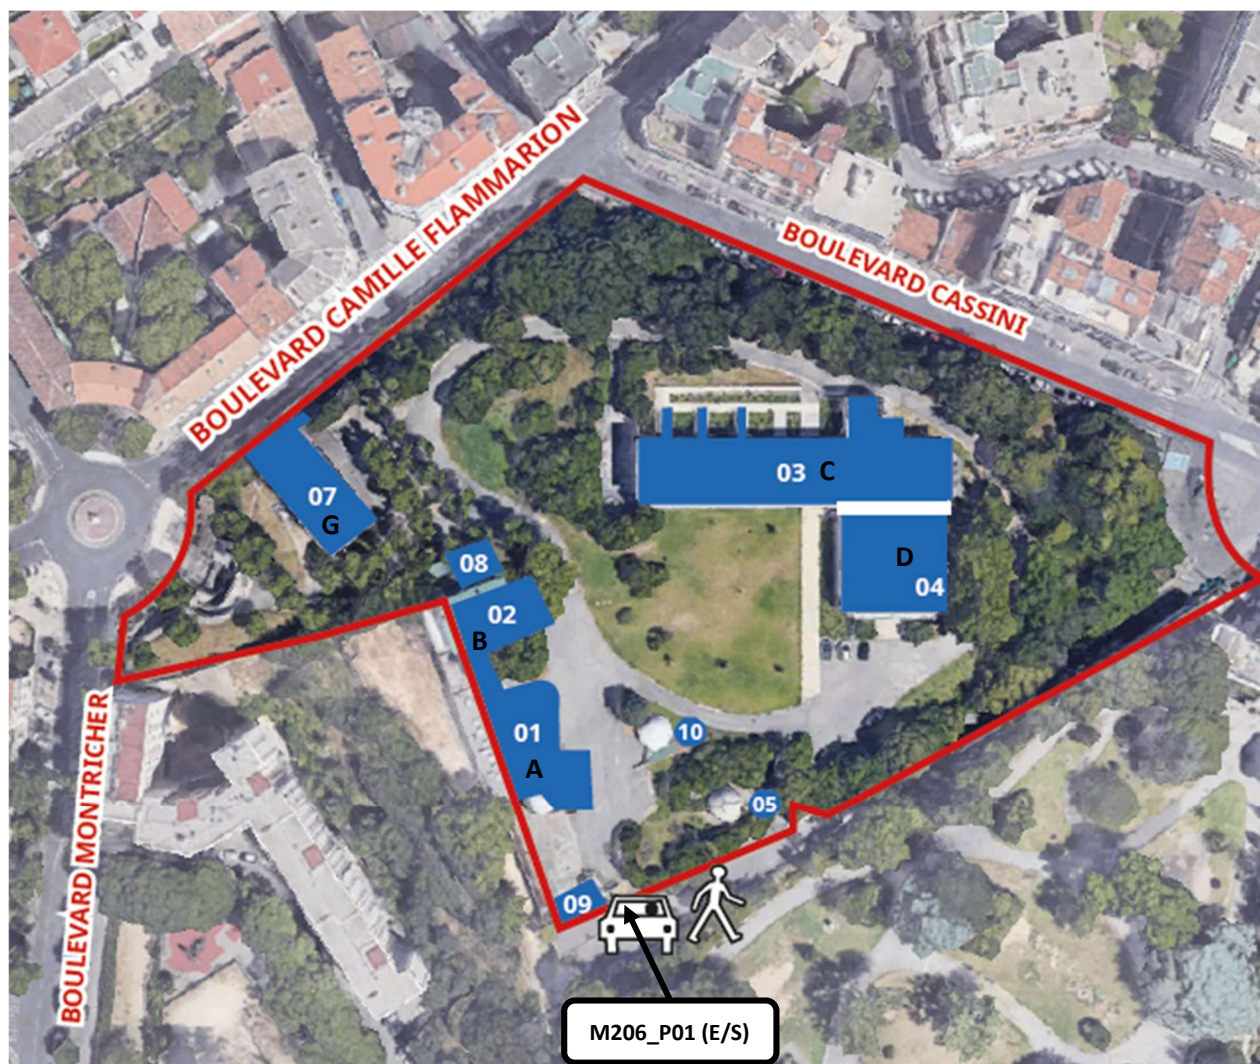 BOULEVARD CAMILLE FLAMMARION
BOULEVARD CASSINI
03 C
07
G
08
D
04
02
B
01
10
A
05
09
BOULEVARD MONTRICHER
M206_P01 (E/S)